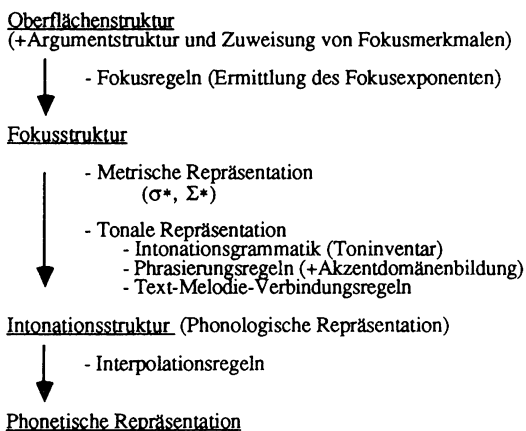 Oberflächenstruktur
(+Argumentstruktur und Zuweisung von Fokusmerkmalen)
- Fokusregeln (Ermittlung des Fokusexponenten)
Fokusstruktur
- Metrische Repräsentation
(σ*, Σ*)
- Tonale Repräsentation
- Intonationsgrammatik (Toninventar)
- Phrasierungsregeln (+Akzentdomänenbildung)
- Text-Melodie-Verbindungsregeln
Intonationsstruktur (Phonologische Repräsentation)
- Interpolationsregeln
Phonetische Repräsentation